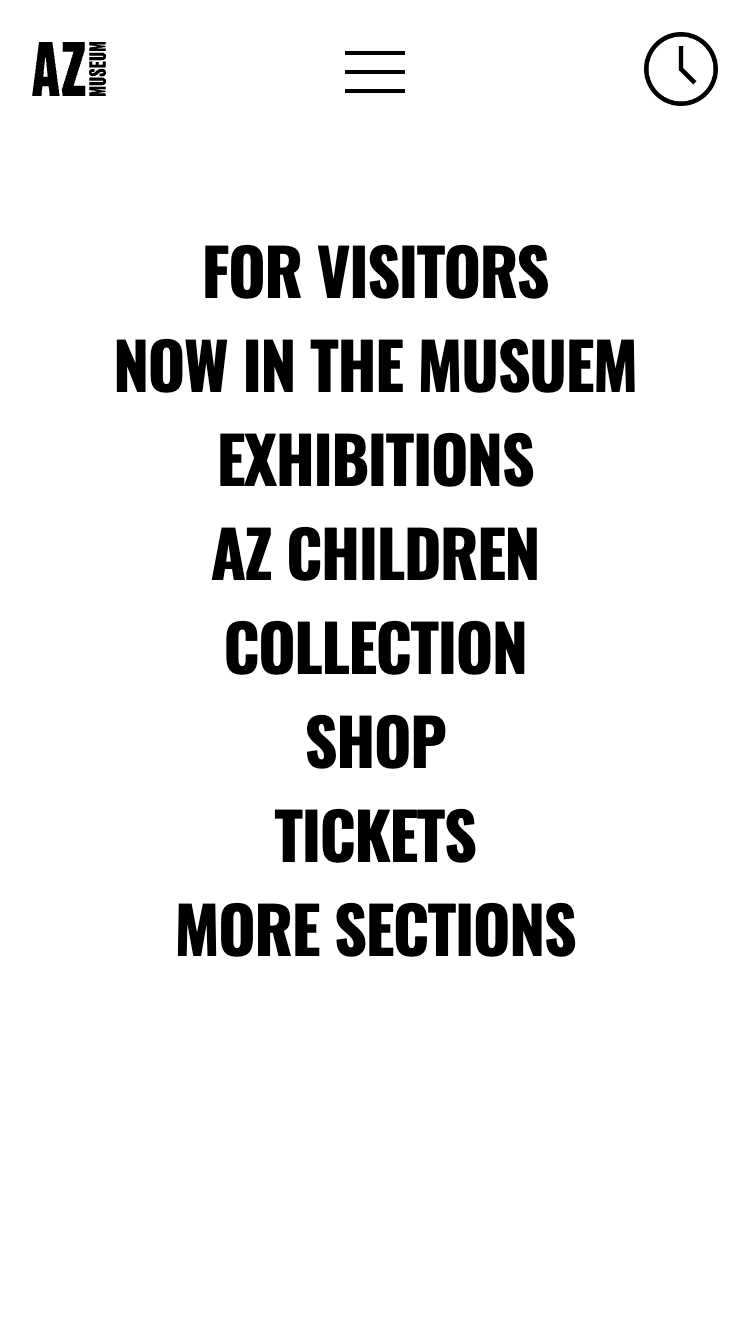 AZ MUSEUM
FOR VISITORS
NOW IN THE MUSUEM
EXHIBITIONS
AZ CHILDREN
COLLECTION
SHOP
TICKETS
MORE SECTIONS